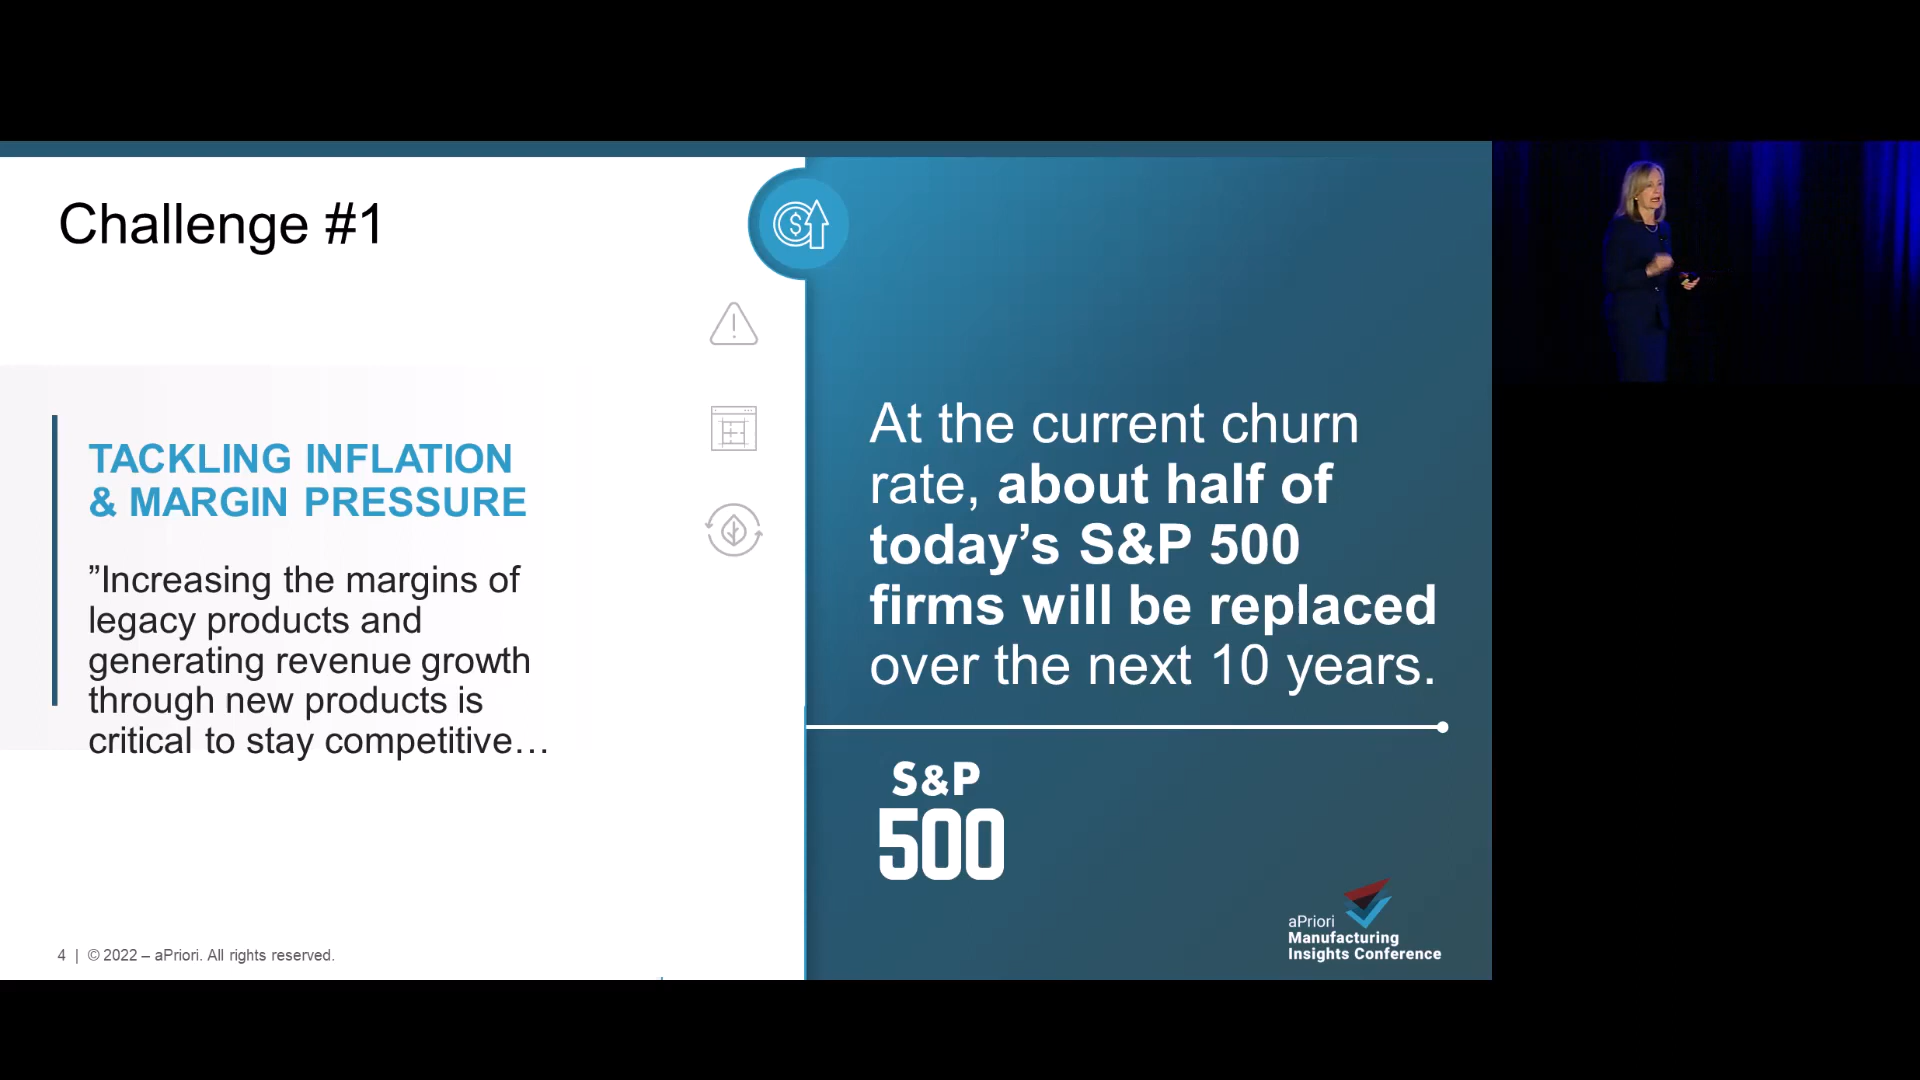 Challenge #1
$
TACKLING INFLATION
& MARGIN PRESSURE
”Increasing the margins of
legacy products and
generating revenue growth
through new products is
critical to stay competitive…
At the current churn
rate, about half of
today’s S&P 500
firms will be replaced
over the next 10 years.
S&P
500
aPriori
Manufacturing
Insights Conference
4 | © 2022 – aPriori. All rights reserved.